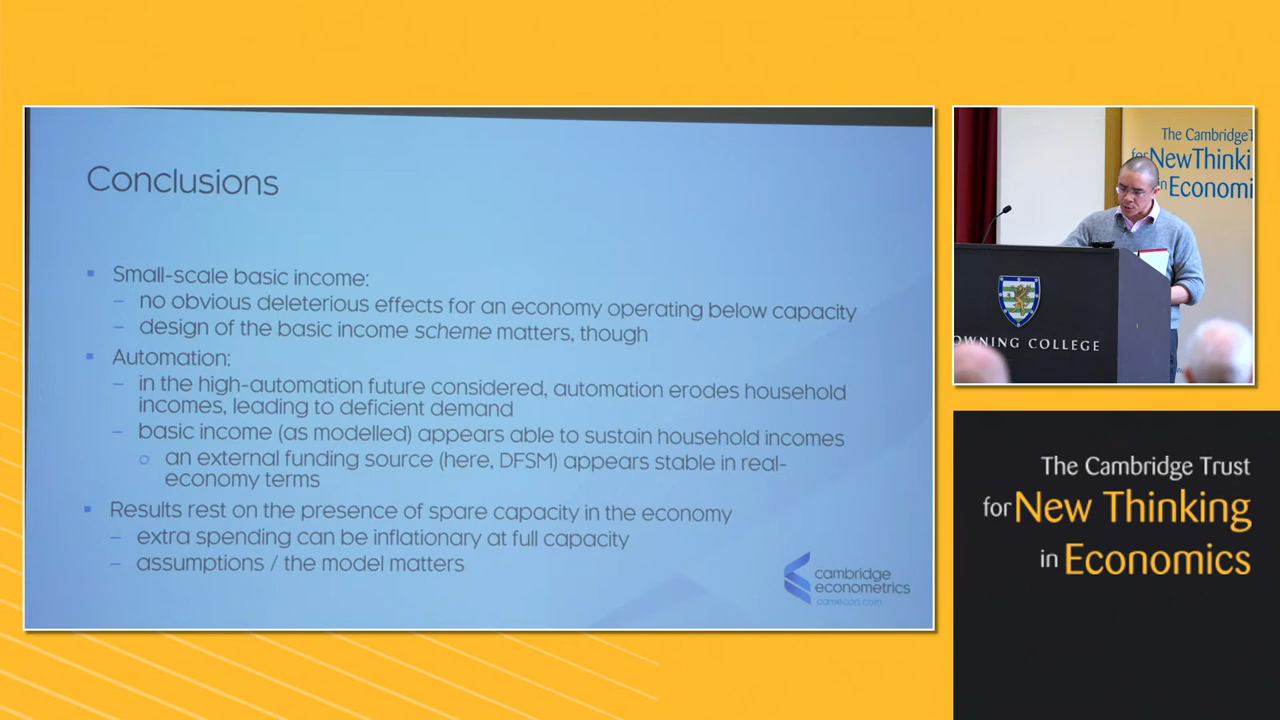 Conclusions
▪ Small-scale basic income:
– no obvious deleterious effects for an economy operating below capacity
– design of the basic income scheme matters, though
▪ Automation:
– in the high-automation future considered, automation erodes household
incomes, leading to deficient demand
– basic income (as modelled) appears able to sustain household incomes
○ an external funding source (here, DFSM) appears stable in real-
economy terms
▪ Results rest on the presence of spare capacity in the economy
– extra spending can be inflationary at full capacity
– assumptions / the model matters
cambridge
econometrics
camecon.com
The CambridgeT
for NewThinki
in Economi
OWNING COLLEGE
The Cambridge Trust
for New Thinking
in Economics